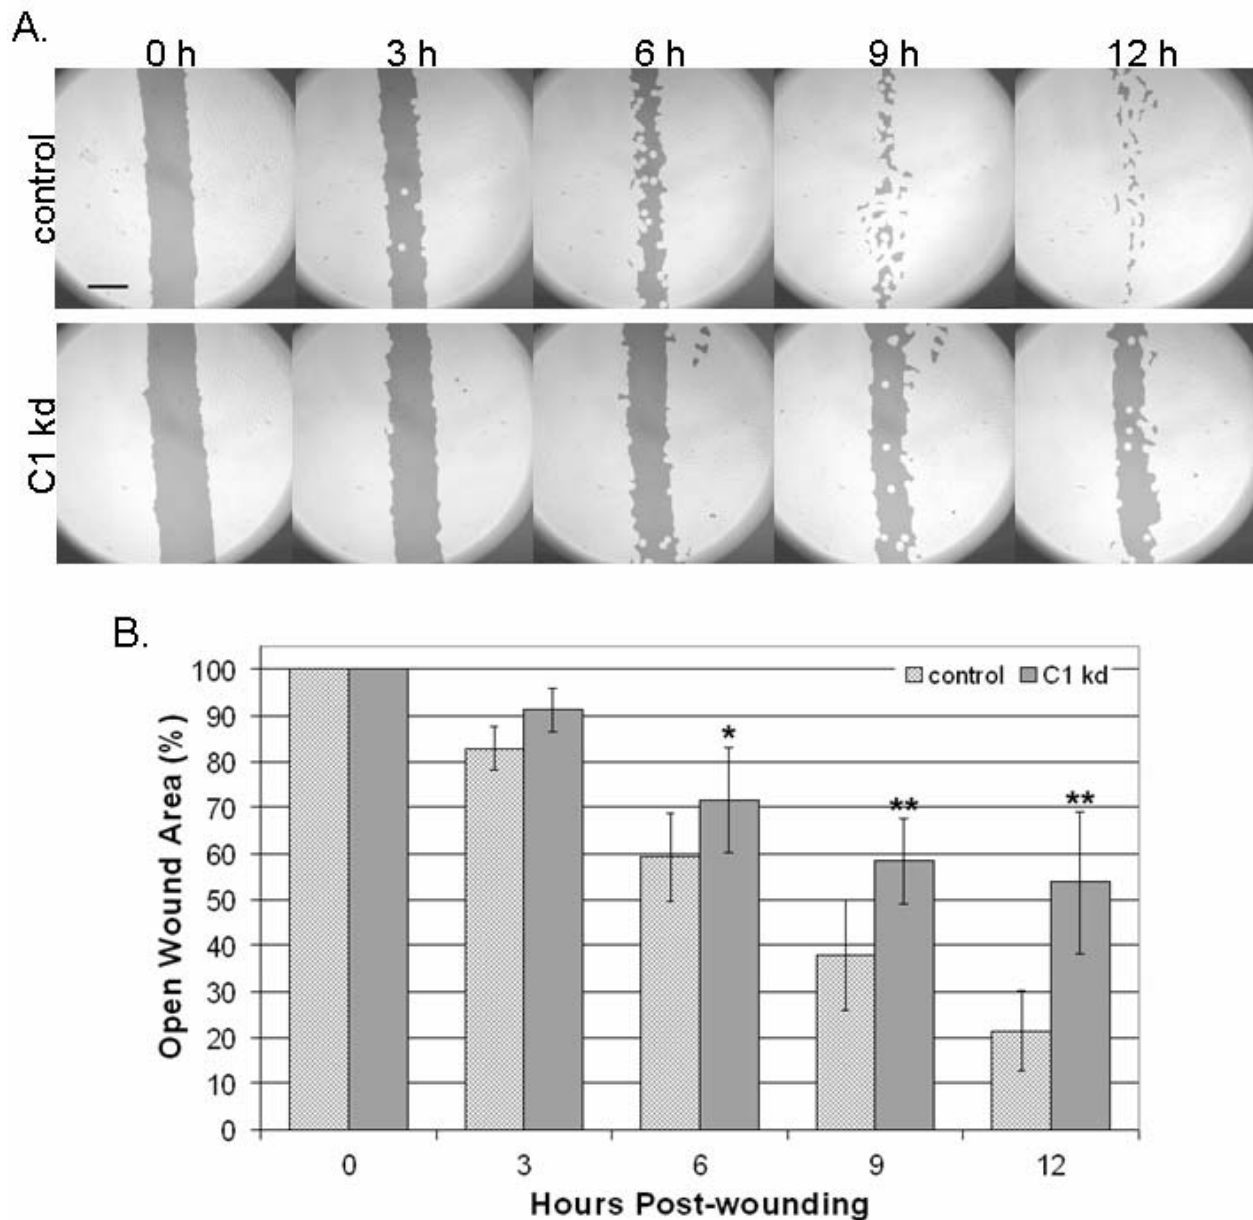 A.
0 h 3 h 6 h 9 h 12 h
control
C1 kd
B.
control C1 kd
Open Wound Area (%)
100
90
80
70
60
50
40
30
20
10
0
*
**
**
0 3 6 9 12
Hours Post-wounding